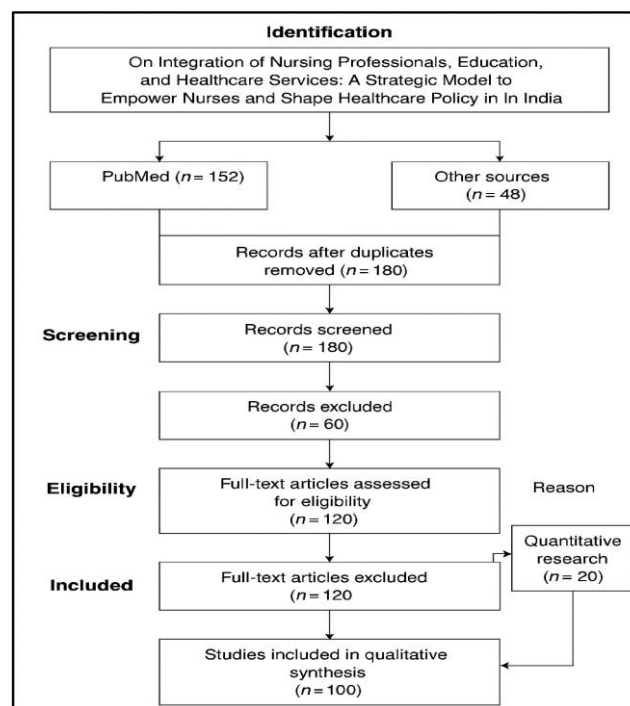 Identification
On Integration of Nursing Professionals, Education,
and Healthcare Services: A Strategic Model to
Empower Nurses and Shape Healthcare Policy in In India
PubMed (n = 152)
Other sources
(n = 48)
Records after duplicates
removed (n = 180)
Screening
Records screened
(n = 180)
Records excluded
(n = 60)
Eligibility
Full-text articles assessed
for eligibility
(n = 120)
Reason
Quantitative
research
(n = 20)
Included
Full-text articles excluded
(n = 120
Studies included in qualitative
synthesis
(n = 100)